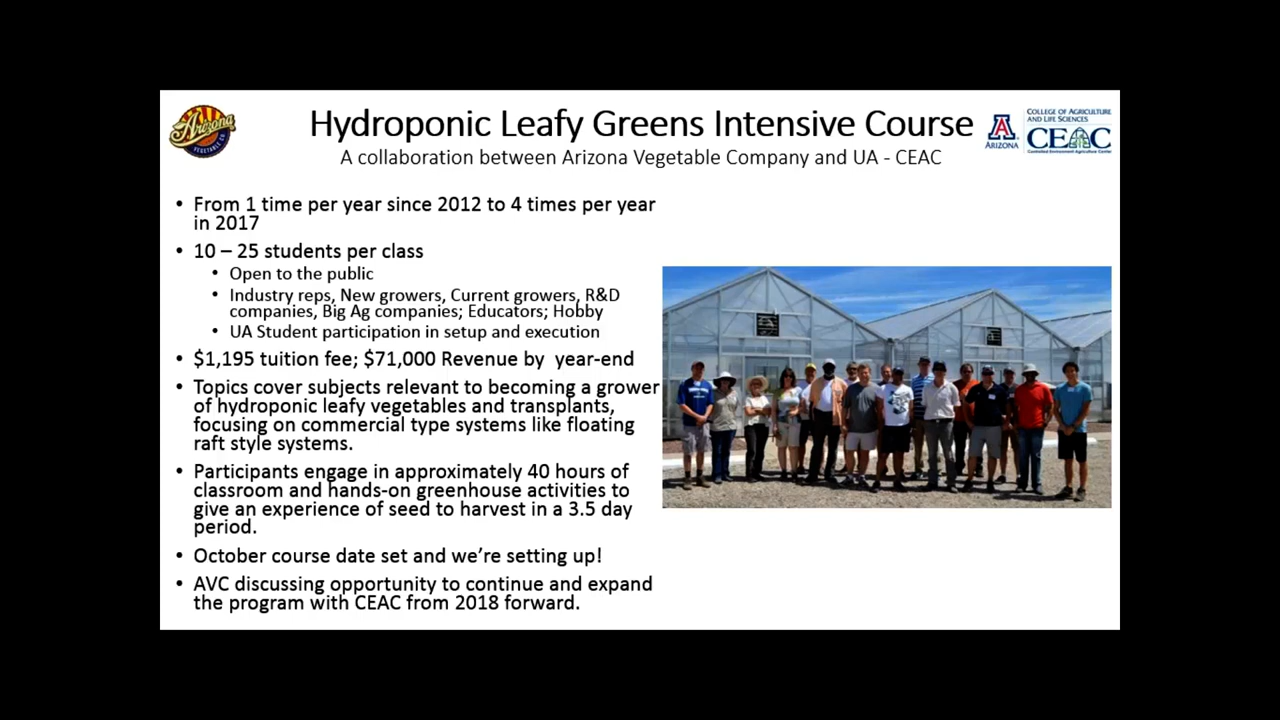 Arizona
VEGETABLE CO.
Hydroponic Leafy Greens Intensive Course
A collaboration between Arizona Vegetable Company and UA - CEAC
A
ARIZONA
COLLEGE OF AGRICULTURE
AND LIFE SCIENCES
CEAC
Controlled Environment Agriculture Center
• From 1 time per year since 2012 to 4 times per year
in 2017
• 10 – 25 students per class
• Open to the public
• Industry reps, New growers, Current growers, R&D
companies, Big Ag companies; Educators; Hobby
• UA Student participation in setup and execution
• $1,195 tuition fee; $71,000 Revenue by year-end
• Topics cover subjects relevant to becoming a grower
of hydroponic leafy vegetables and transplants,
focusing on commercial type systems like floating
raft style systems.
• Participants engage in approximately 40 hours of
classroom and hands-on greenhouse activities to
give an experience of seed to harvest in a 3.5 day
period.
• October course date set and we’re setting up!
• AVC discussing opportunity to continue and expand
the program with CEAC from 2018 forward.